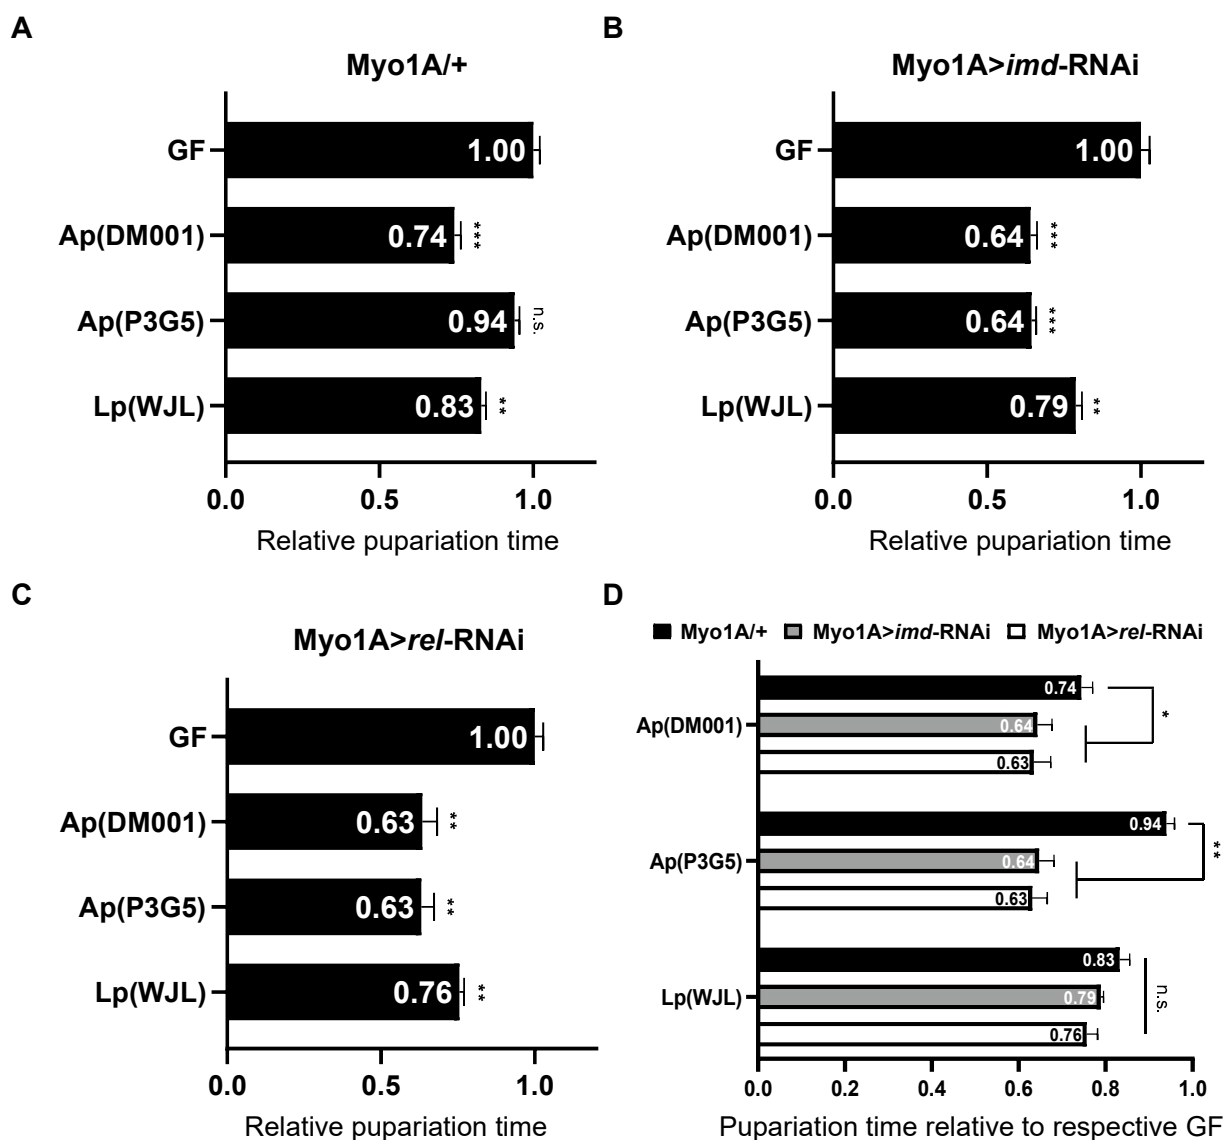 A
Myo1A/+
GF
1.00
Ap(DM001)
0.74
***
Ap(P3G5)
0.94
n.s.
Lp(WJL)
0.83
**
0.0 0.5 1.0
Relative pupariation time
B
Myo1A>imd-RNAi
GF
1.00
Ap(DM001)
0.64
***
Ap(P3G5)
0.64
***
Lp(WJL)
0.79
**
0.0 0.5 1.0
Relative pupariation time
C
Myo1A>rel-RNAi
GF
1.00
Ap(DM001)
0.63
**
Ap(P3G5)
0.63
**
Lp(WJL)
0.76
**
0.0 0.5 1.0
Relative pupariation time
D
Myo1A/+ Myo1A>imd-RNAi Myo1A>rel-RNAi
Ap(DM001)
0.74
0.64
0.63
*
Ap(P3G5)
0.94
0.64
0.63
**
Lp(WJL)
0.83
0.79
0.76
n.s.
0.0 0.2 0.4 0.6 0.8 1.0
Pupariation time relative to respective GF